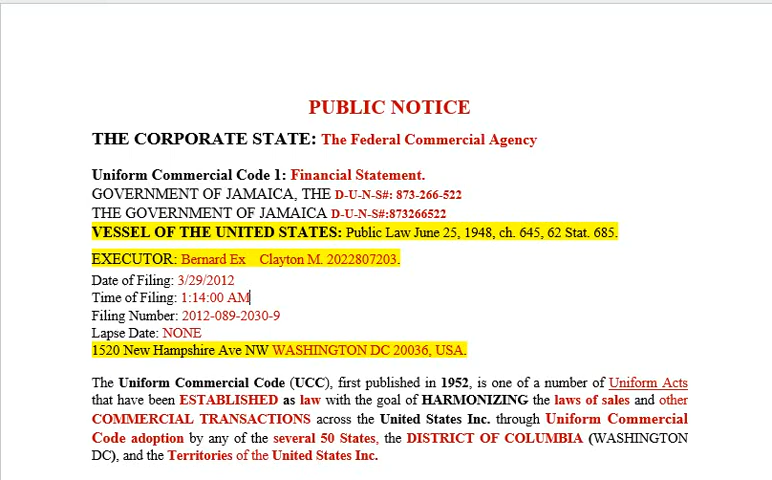 PUBLIC NOTICE
THE CORPORATE STATE: The Federal Commercial Agency
Uniform Commercial Code 1: Financial Statement.
GOVERNMENT OF JAMAICA, THE D-U-N-S#: 873-266-522
THE GOVERNMENT OF JAMAICA D-U-N-S#:873266522
VESSEL OF THE UNITED STATES: Public Law June 25, 1948, ch. 645, 62 Stat. 685.
EXECUTOR: Bernard Ex Clayton M. 2022807203.
Date of Filing: 3/29/2012
Time of Filing: 1:14:00 AM
Filing Number: 2012-089-2030-9
Lapse Date: NONE
1520 New Hampshire Ave NW WASHINGTON DC 20036, USA.
The Uniform Commercial Code (UCC), first published in 1952, is one of a number of Uniform Acts
that have been ESTABLISHED as law with the goal of HARMONIZING the laws of sales and other
COMMERCIAL TRANSACTIONS across the United States Inc. through Uniform Commercial
Code adoption by any of the several 50 States, the DISTRICT OF COLUMBIA (WASHINGTON
DC), and the Territories of the United States Inc.